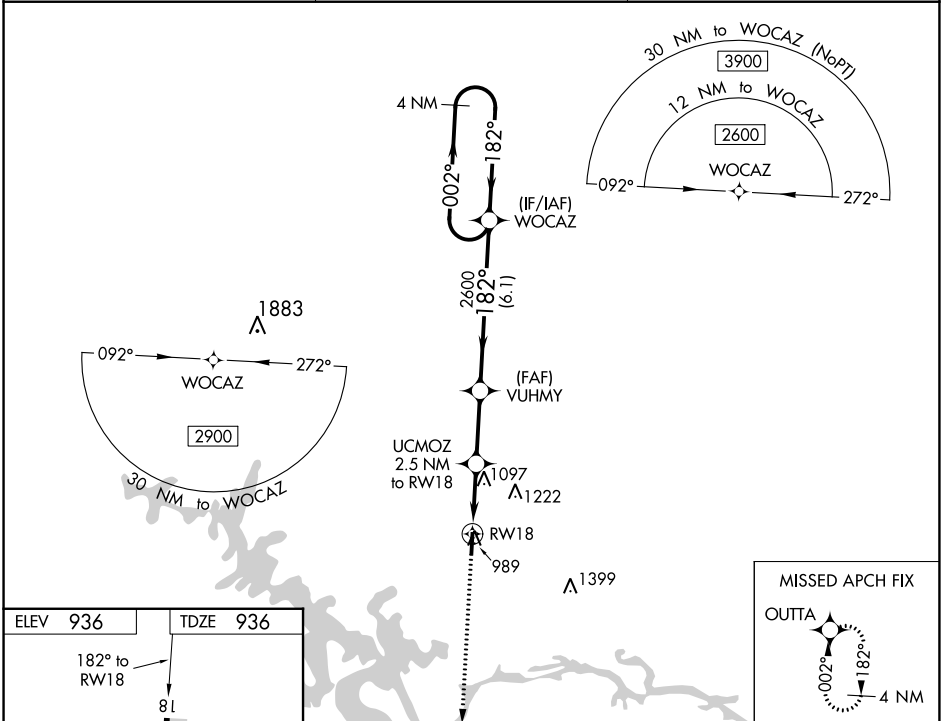 30 NM to WOCAZ (NoPT)
3900
12 NM to WOCAZ
2600
WOCAZ
092°
272°
4 NM
182°
002°
(IF/IAF)
WOCAZ
2600
182°
(6.1)
1883
092°
272°
WOCAZ
2900
30 NM to WOCAZ
(FAF)
VUHMY
UCMOZ
2.5 NM
to RW18
1097
1222
RW18
989
1399
MISSED APCH FIX
OUTTA
002°
182°
4 NM
ELEV 936
TDZE 936
182° to
RW18
18